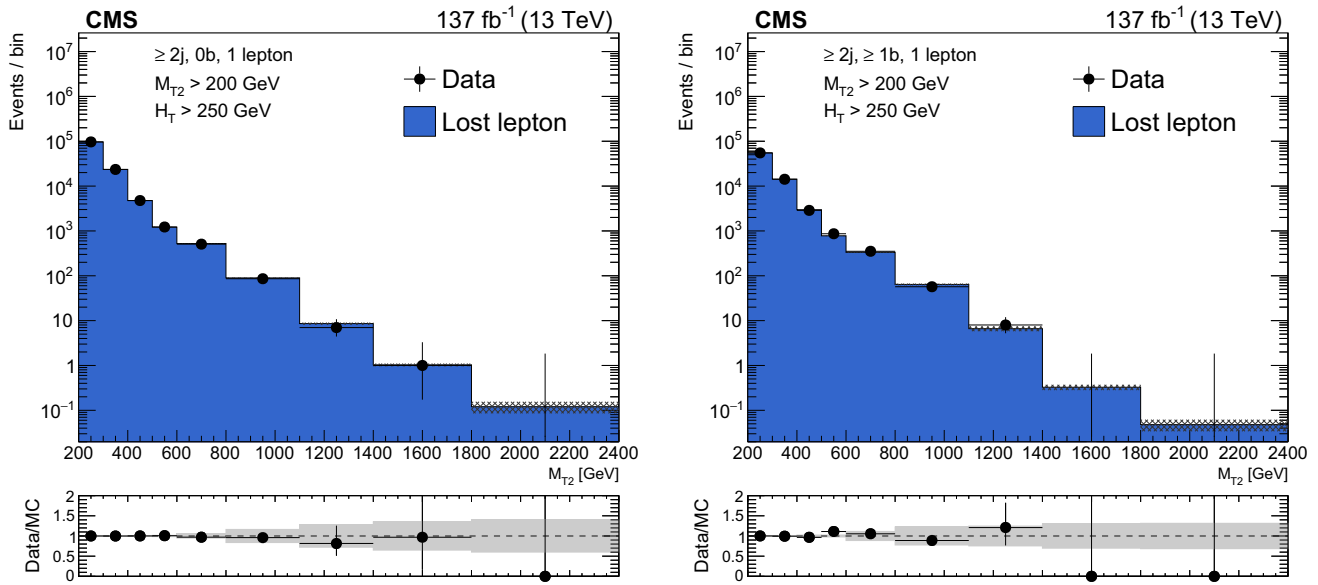 CMS 137 fb⁻¹ (13 TeV)
Events / bin
≥ 2j, 0b, 1 lepton
M_T2 > 200 GeV
H_T > 250 GeV
Data
Lost lepton
10⁷
10⁶
10⁵
10⁴
10³
10²
10
1
10⁻¹
200 400 600 800 1000 1200 1400 1600 1800 2000 2200 2400
M_T2 [GeV]
Data/MC
2
1.5
1
0.5
0
CMS 137 fb⁻¹ (13 TeV)
Events / bin
≥ 2j, ≥ 1b, 1 lepton
M_T2 > 200 GeV
H_T > 250 GeV
Data
Lost lepton
10⁷
10⁶
10⁵
10⁴
10³
10²
10
1
10⁻¹
200 400 600 800 1000 1200 1400 1600 1800 2000 2200 2400
M_T2 [GeV]
Data/MC
2
1.5
1
0.5
0